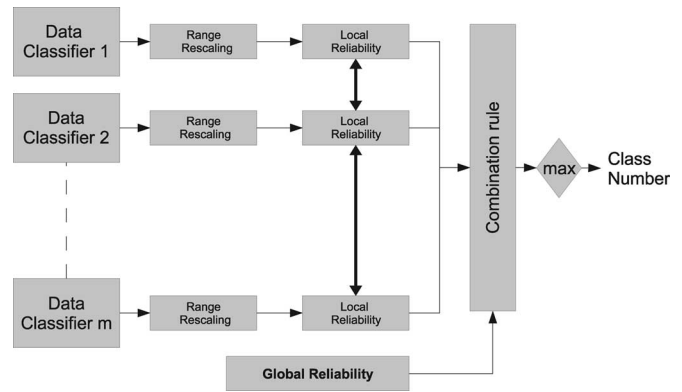 Data
Classifier 1
Range
Rescaling
Local
Reliability
Data
Classifier 2
Range
Rescaling
Local
Reliability
Combination rule
max
Class
Number
Data
Classifier m
Range
Rescaling
Local
Reliability
Global Reliability